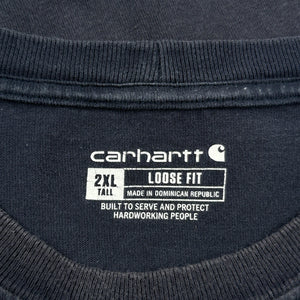 carhartt
2XL TALL
LOOSE FIT
MADE IN DOMINICAN REPUBLIC
BUILT TO SERVE AND PROTECT
HARDWORKING PEOPLE